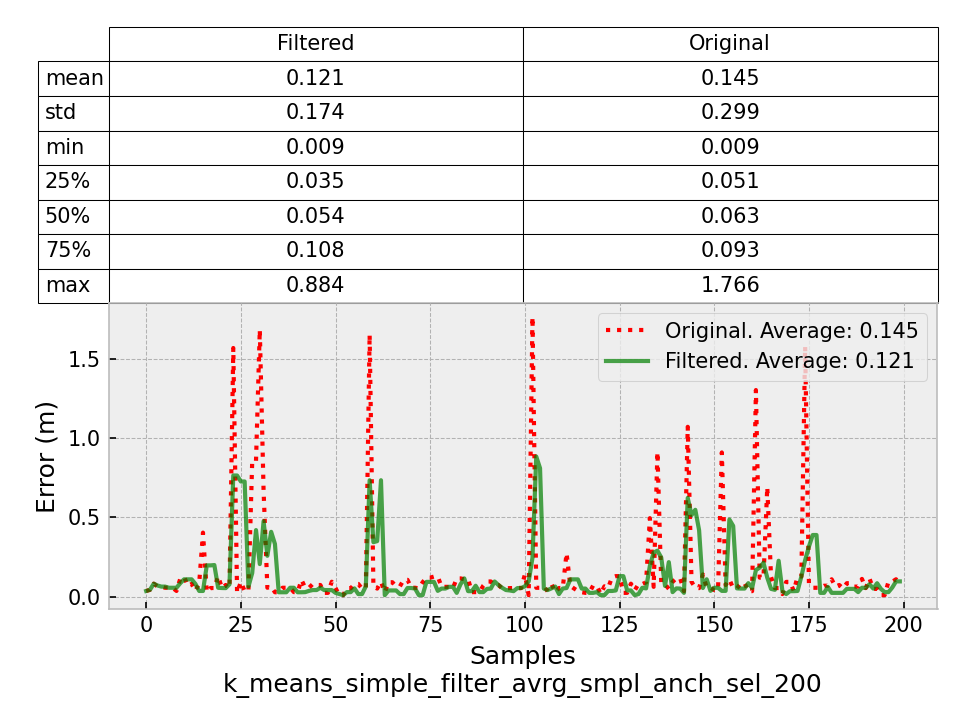 Filtered Original
mean 0.121 0.145
std 0.174 0.299
min 0.009 0.009
25% 0.035 0.051
50% 0.054 0.063
75% 0.108 0.093
max 0.884 1.766
Original. Average: 0.145
Filtered. Average: 0.121
Error (m)
1.5
1.0
0.5
0.0
0 25 50 75 100 125 150 175 200
Samples
k_means_simple_filter_avrg_smpl_anch_sel_200